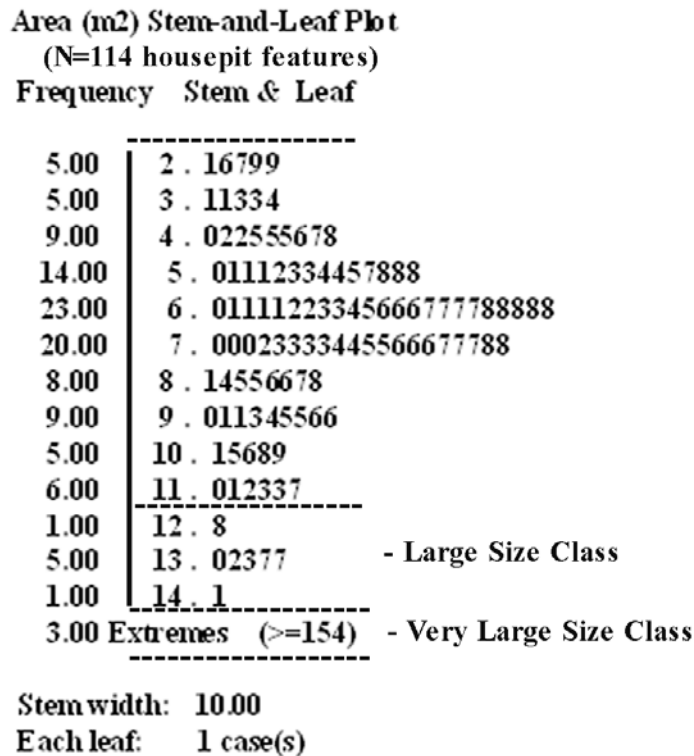 Area (m2) Stem-and-Leaf Plot
(N=114 housepit features)
Frequency Stem & Leaf
5.00 2 . 16799
5.00 3 . 11334
9.00 4 . 022555678
14.00 5 . 01112334457888
23.00 6 . 01111223345666777788888
20.00 7 . 00023333445566677788
8.00 8 . 14556678
9.00 9 . 011345566
5.00 10 . 15689
6.00 11 . 012337
1.00 12 . 8
5.00 13 . 02377 - Large Size Class
1.00 14 . 1
3.00 Extremes (>=154) - Very Large Size Class
Stem width: 10.00
Each leaf: 1 case(s)